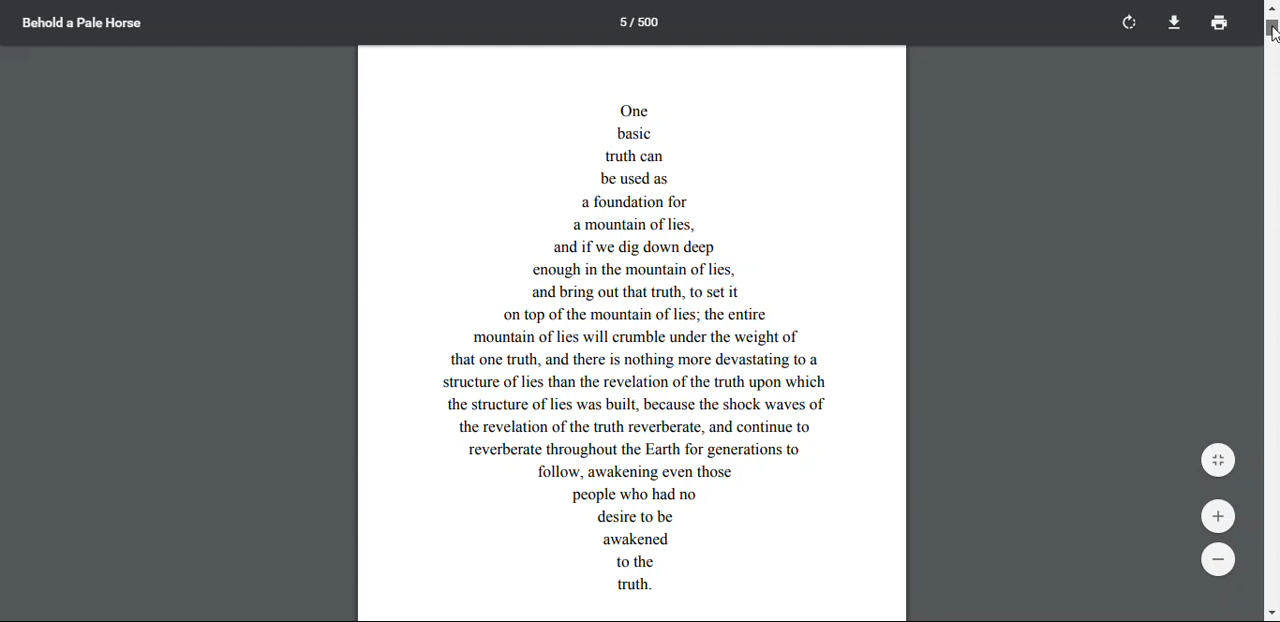 Behold a Pale Horse
5 / 500
One
basic
truth can
be used as
a foundation for
a mountain of lies,
and if we dig down deep
enough in the mountain of lies,
and bring out that truth, to set it
on top of the mountain of lies; the entire
mountain of lies will crumble under the weight of
that one truth, and there is nothing more devastating to a
structure of lies than the revelation of the truth upon which
the structure of lies was built, because the shock waves of
the revelation of the truth reverberate, and continue to
reverberate throughout the Earth for generations to
follow, awakening even those
people who had no
desire to be
awakened
to the
truth.